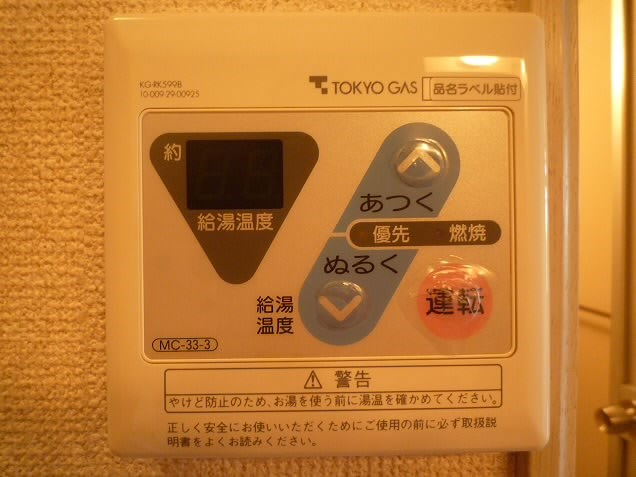 KG-RK599B
10-009-29-00925
TOKYO GAS
品名ラベル貼付
約
給湯温度
あつく
優先 燃焼
ぬるく
給湯
温度
運転
MC-33-3
⚠ 警告
やけど防止のため、お湯を使う前に湯温を確かめてください。
正しく安全にお使いいただくためにご使用の前に必ず取扱説
明書をよくお読みください。